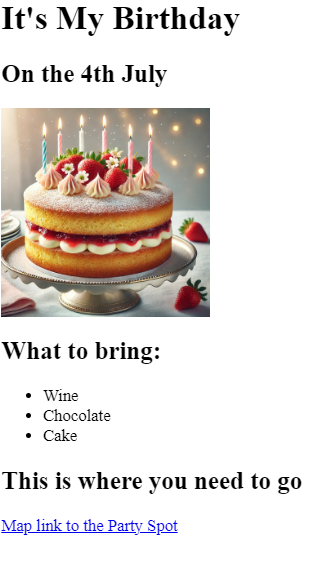 It's My Birthday
On the 4th July
What to bring:
Wine
Chocolate
Cake
This is where you need to go
Map link to the Party Spot